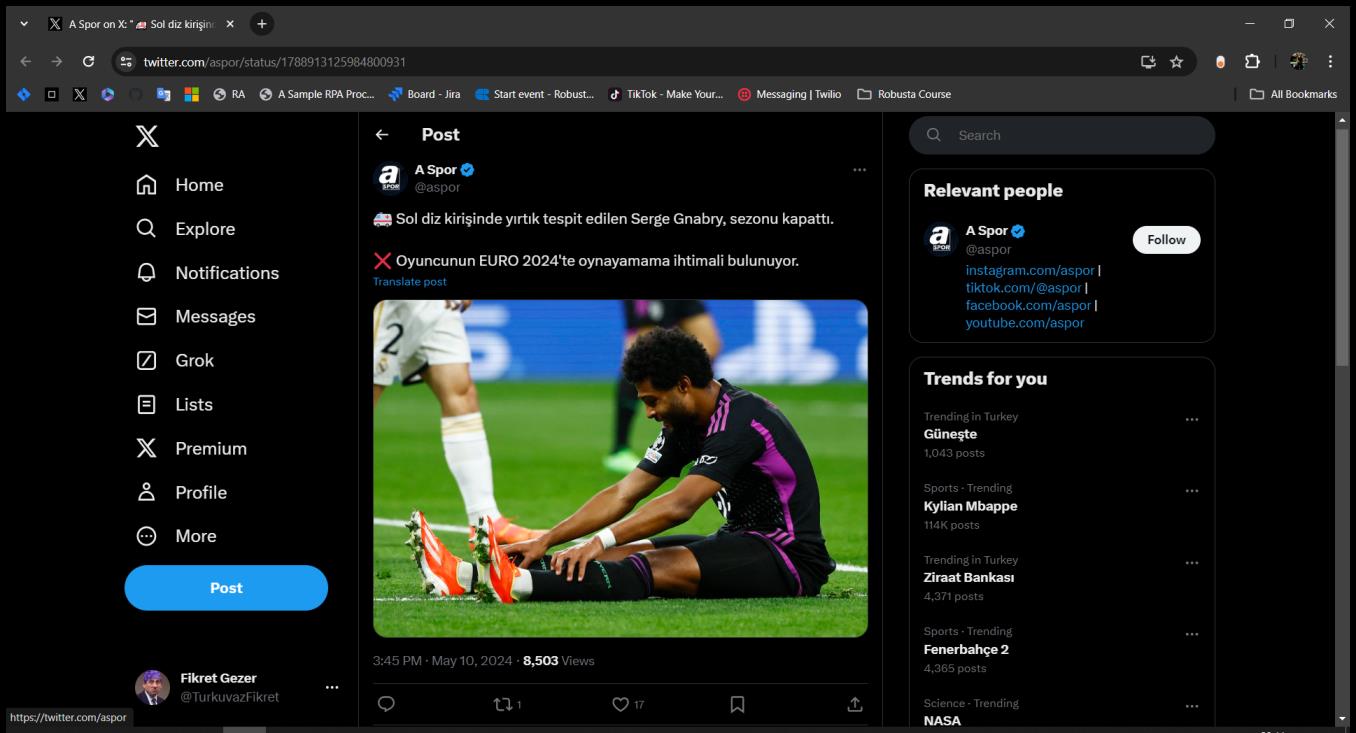 A Spor on X: "🚑 Sol diz kirişind
twitter.com/aspor/status/1788913125984800931
RA
A Sample RPA Proc...
Board - Jira
Start event - Robust...
TikTok - Make Your...
Messaging | Twilio
Robusta Course
All Bookmarks
Home
Explore
Notifications
Messages
Grok
Lists
Premium
Profile
More
Post
Fikret Gezer
@TurkuvazFikret
https://twitter.com/aspor
Post
a SPOR
A Spor
@aspor
🚑 Sol diz kirişinde yırtık tespit edilen Serge Gnabry, sezonu kapattı.
❌ Oyuncunun EURO 2024'te oynayamama ihtimali bulunuyor.
Translate post
2
3:45 PM · May 10, 2024 · 8,503 Views
1
17
Search
Relevant people
a SPOR
A Spor
@aspor
Follow
instagram.com/aspor |
tiktok.com/@aspor |
facebook.com/aspor |
youtube.com/aspor
Trends for you
Trending in Turkey
Güneşte
1,043 posts
Sports · Trending
Kylian Mbappe
114K posts
Trending in Turkey
Ziraat Bankası
4,371 posts
Sports · Trending
Fenerbahçe 2
4,365 posts
Science · Trending
NASA